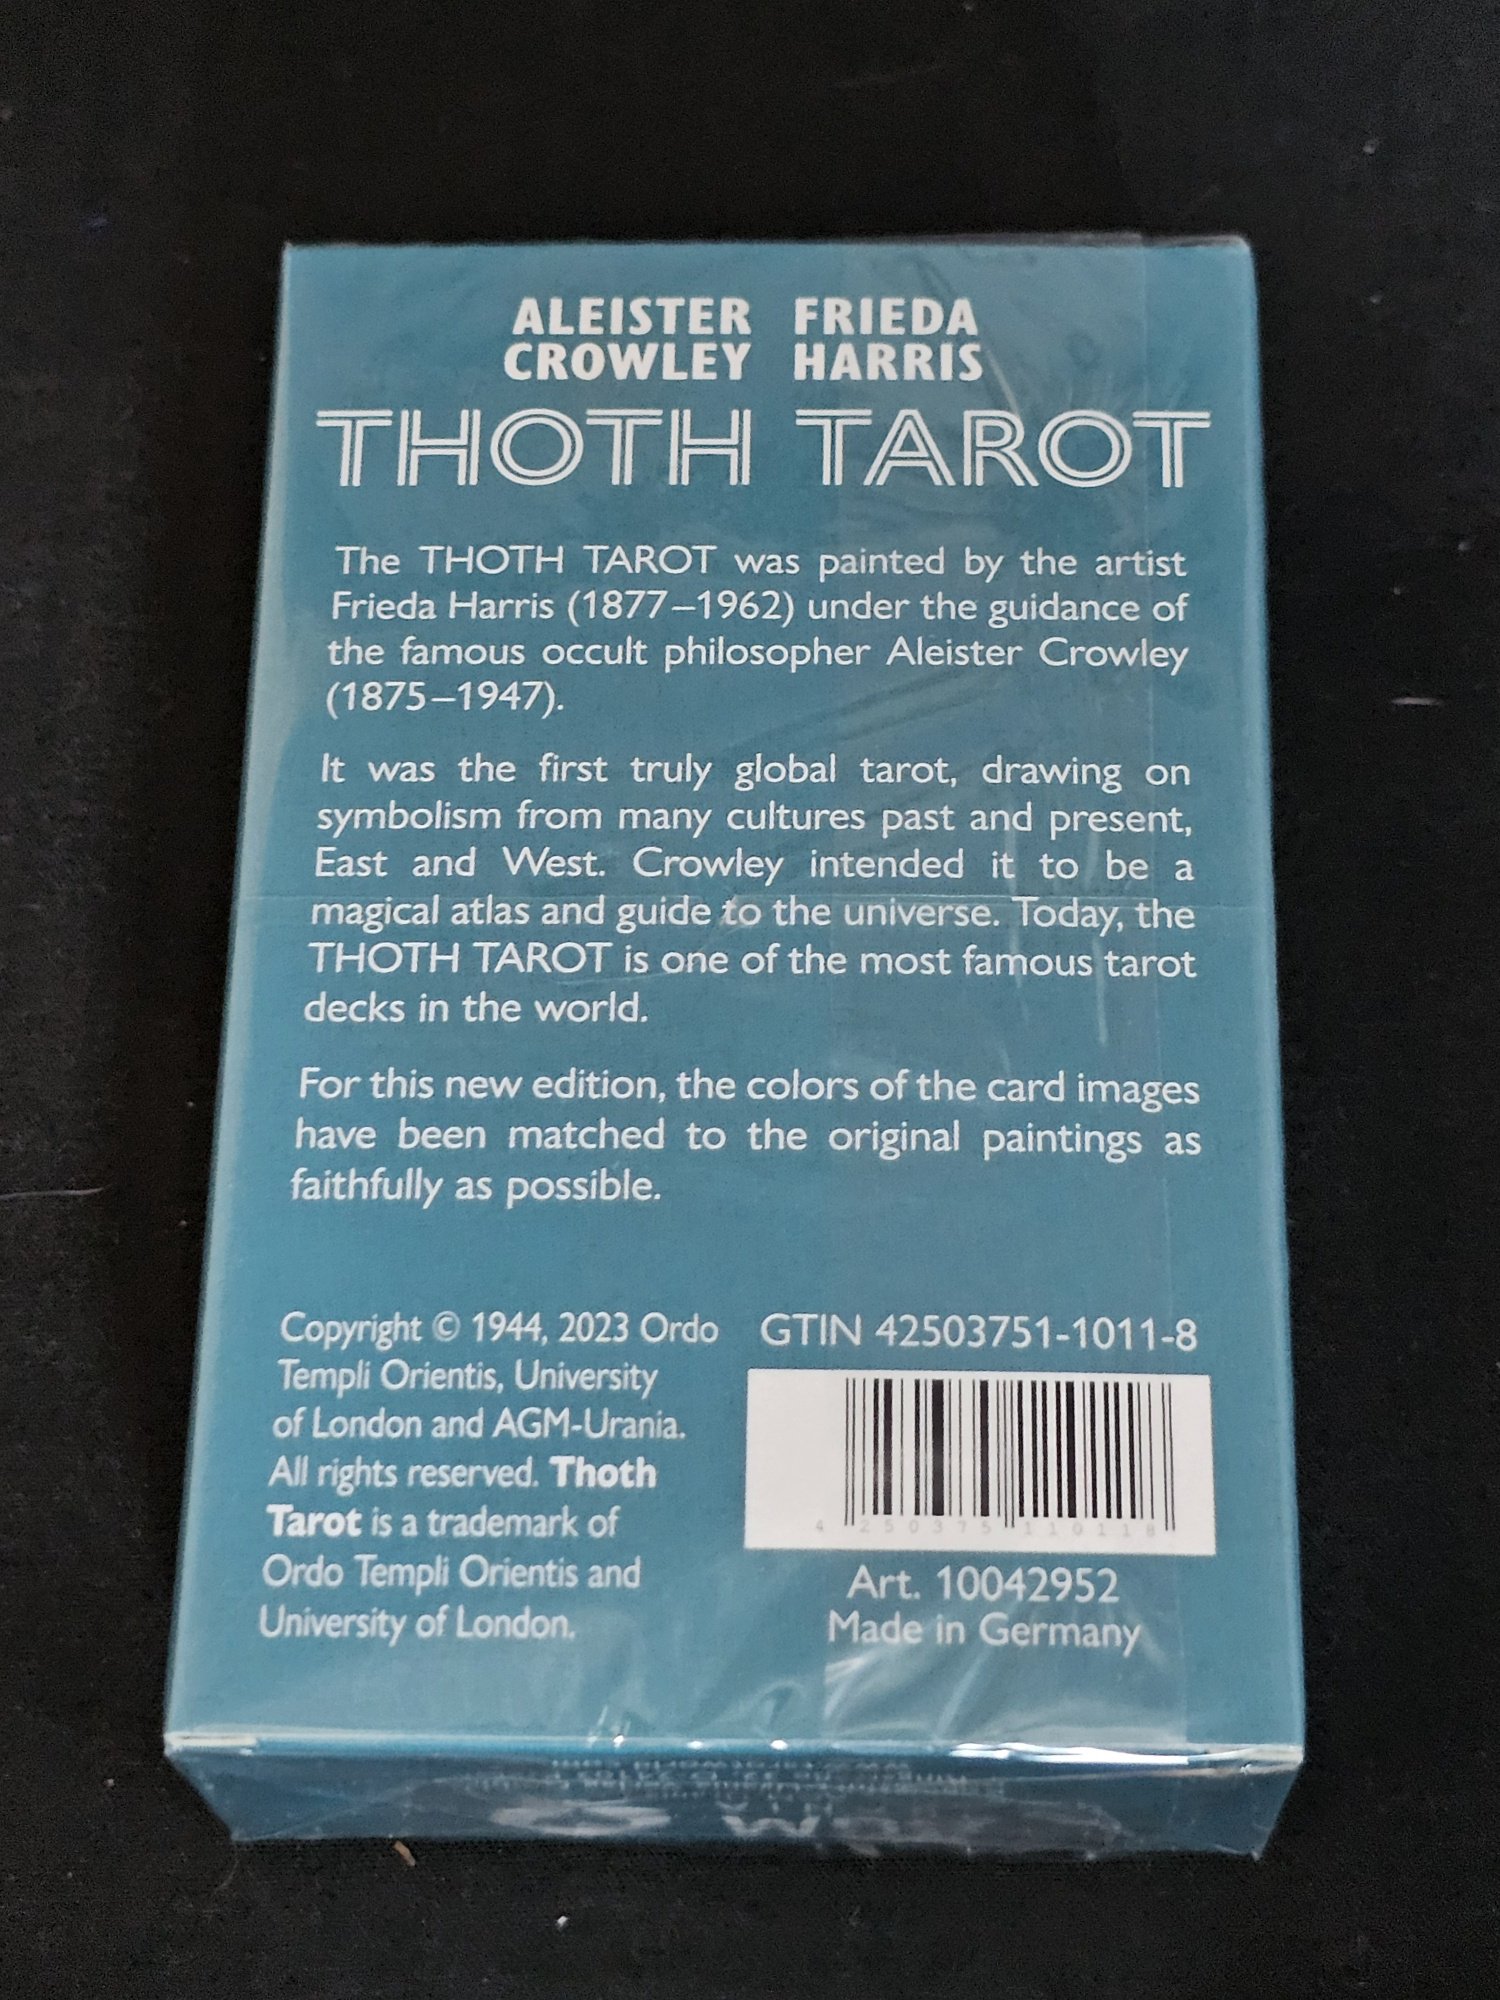 ALEISTER FRIEDA
CROWLEY HARRIS
THOTH TAROT
The THOTH TAROT was painted by the artist
Frieda Harris (1877–1962) under the guidance of
the famous occult philosopher Aleister Crowley
(1875–1947).
It was the first truly global tarot, drawing on
symbolism from many cultures past and present,
East and West. Crowley intended it to be a
magical atlas and guide to the universe. Today, the
THOTH TAROT is one of the most famous tarot
decks in the world.
For this new edition, the colors of the card images
have been matched to the original paintings as
faithfully as possible.
Copyright © 1944, 2023 Ordo
Templi Orientis, University
of London and AGM-Urania.
All rights reserved. Thoth
Tarot is a trademark of
Ordo Templi Orientis and
University of London.
GTIN 42503751-1011-8
4 250375 110118
Art. 10042952
Made in Germany